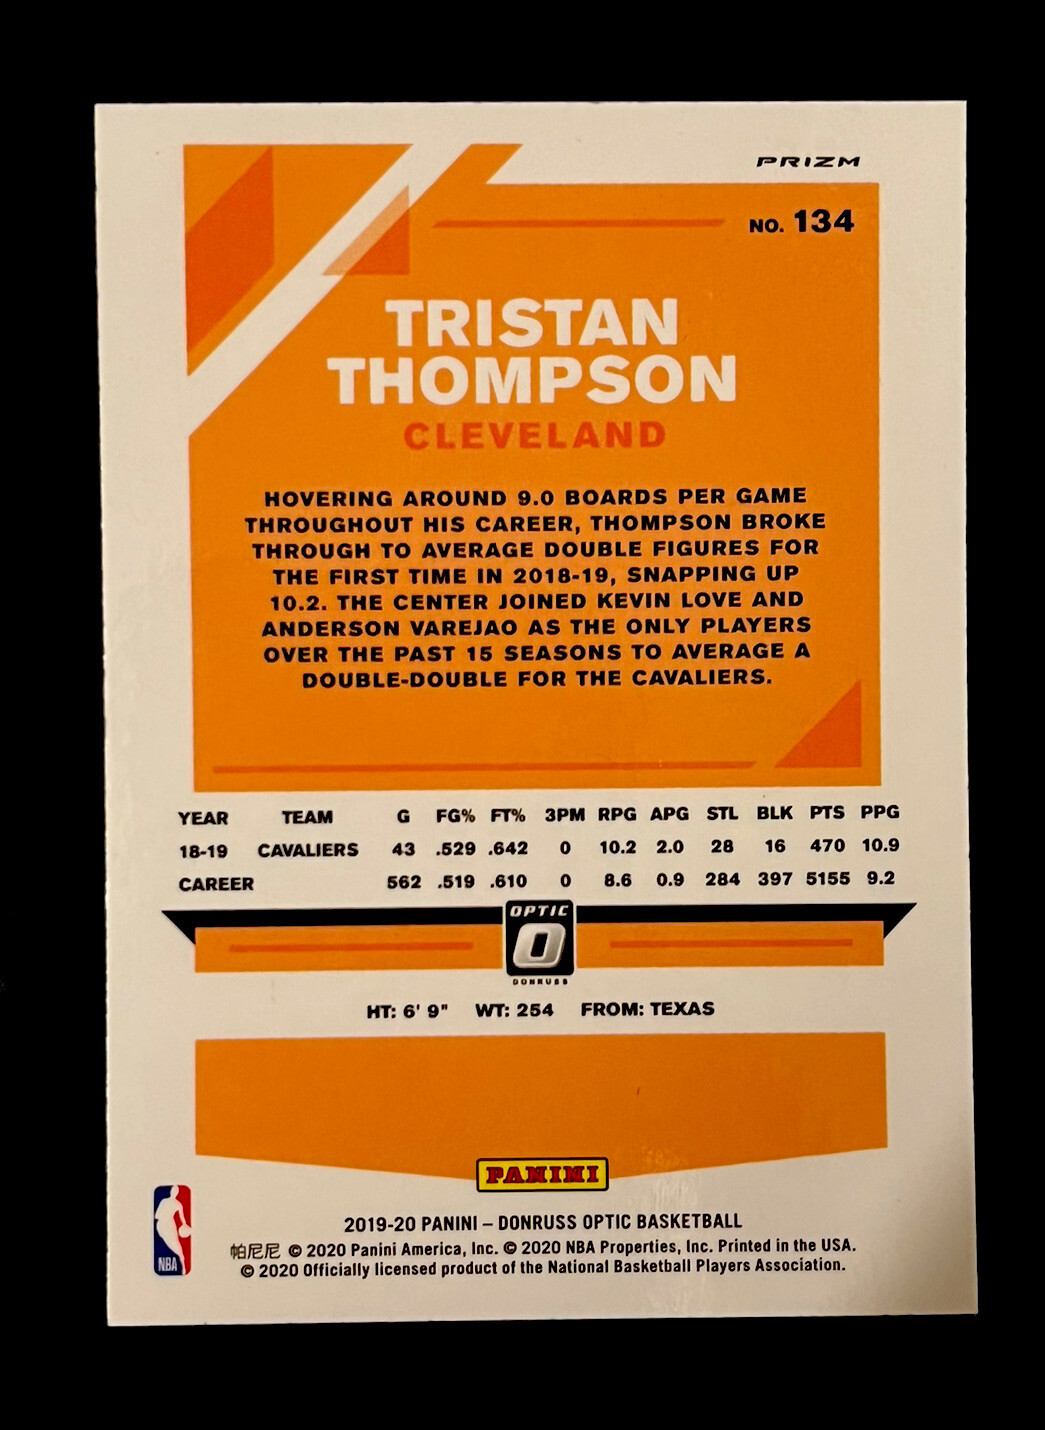 PRIZM
NO. 134
TRISTAN
THOMPSON
CLEVELAND
HOVERING AROUND 9.0 BOARDS PER GAME
THROUGHOUT HIS CAREER, THOMPSON BROKE
THROUGH TO AVERAGE DOUBLE FIGURES FOR
THE FIRST TIME IN 2018-19, SNAPPING UP
10.2. THE CENTER JOINED KEVIN LOVE AND
ANDERSON VAREJAO AS THE ONLY PLAYERS
OVER THE PAST 15 SEASONS TO AVERAGE A
DOUBLE-DOUBLE FOR THE CAVALIERS.
YEAR TEAM G FG% FT% 3PM RPG APG STL BLK PTS PPG
18-19 CAVALIERS 43 .529 .642 0 10.2 2.0 28 16 470 10.9
CAREER 562 .519 .610 0 8.6 0.9 284 397 5155 9.2
OPTIC
O
DONRUSS
HT: 6' 9" WT: 254 FROM: TEXAS
PANINI
NBA
2019-20 PANINI – DONRUSS OPTIC BASKETBALL
帕尼尼 © 2020 Panini America, Inc. © 2020 NBA Properties, Inc. Printed in the USA.
© 2020 Officially licensed product of the National Basketball Players Association.